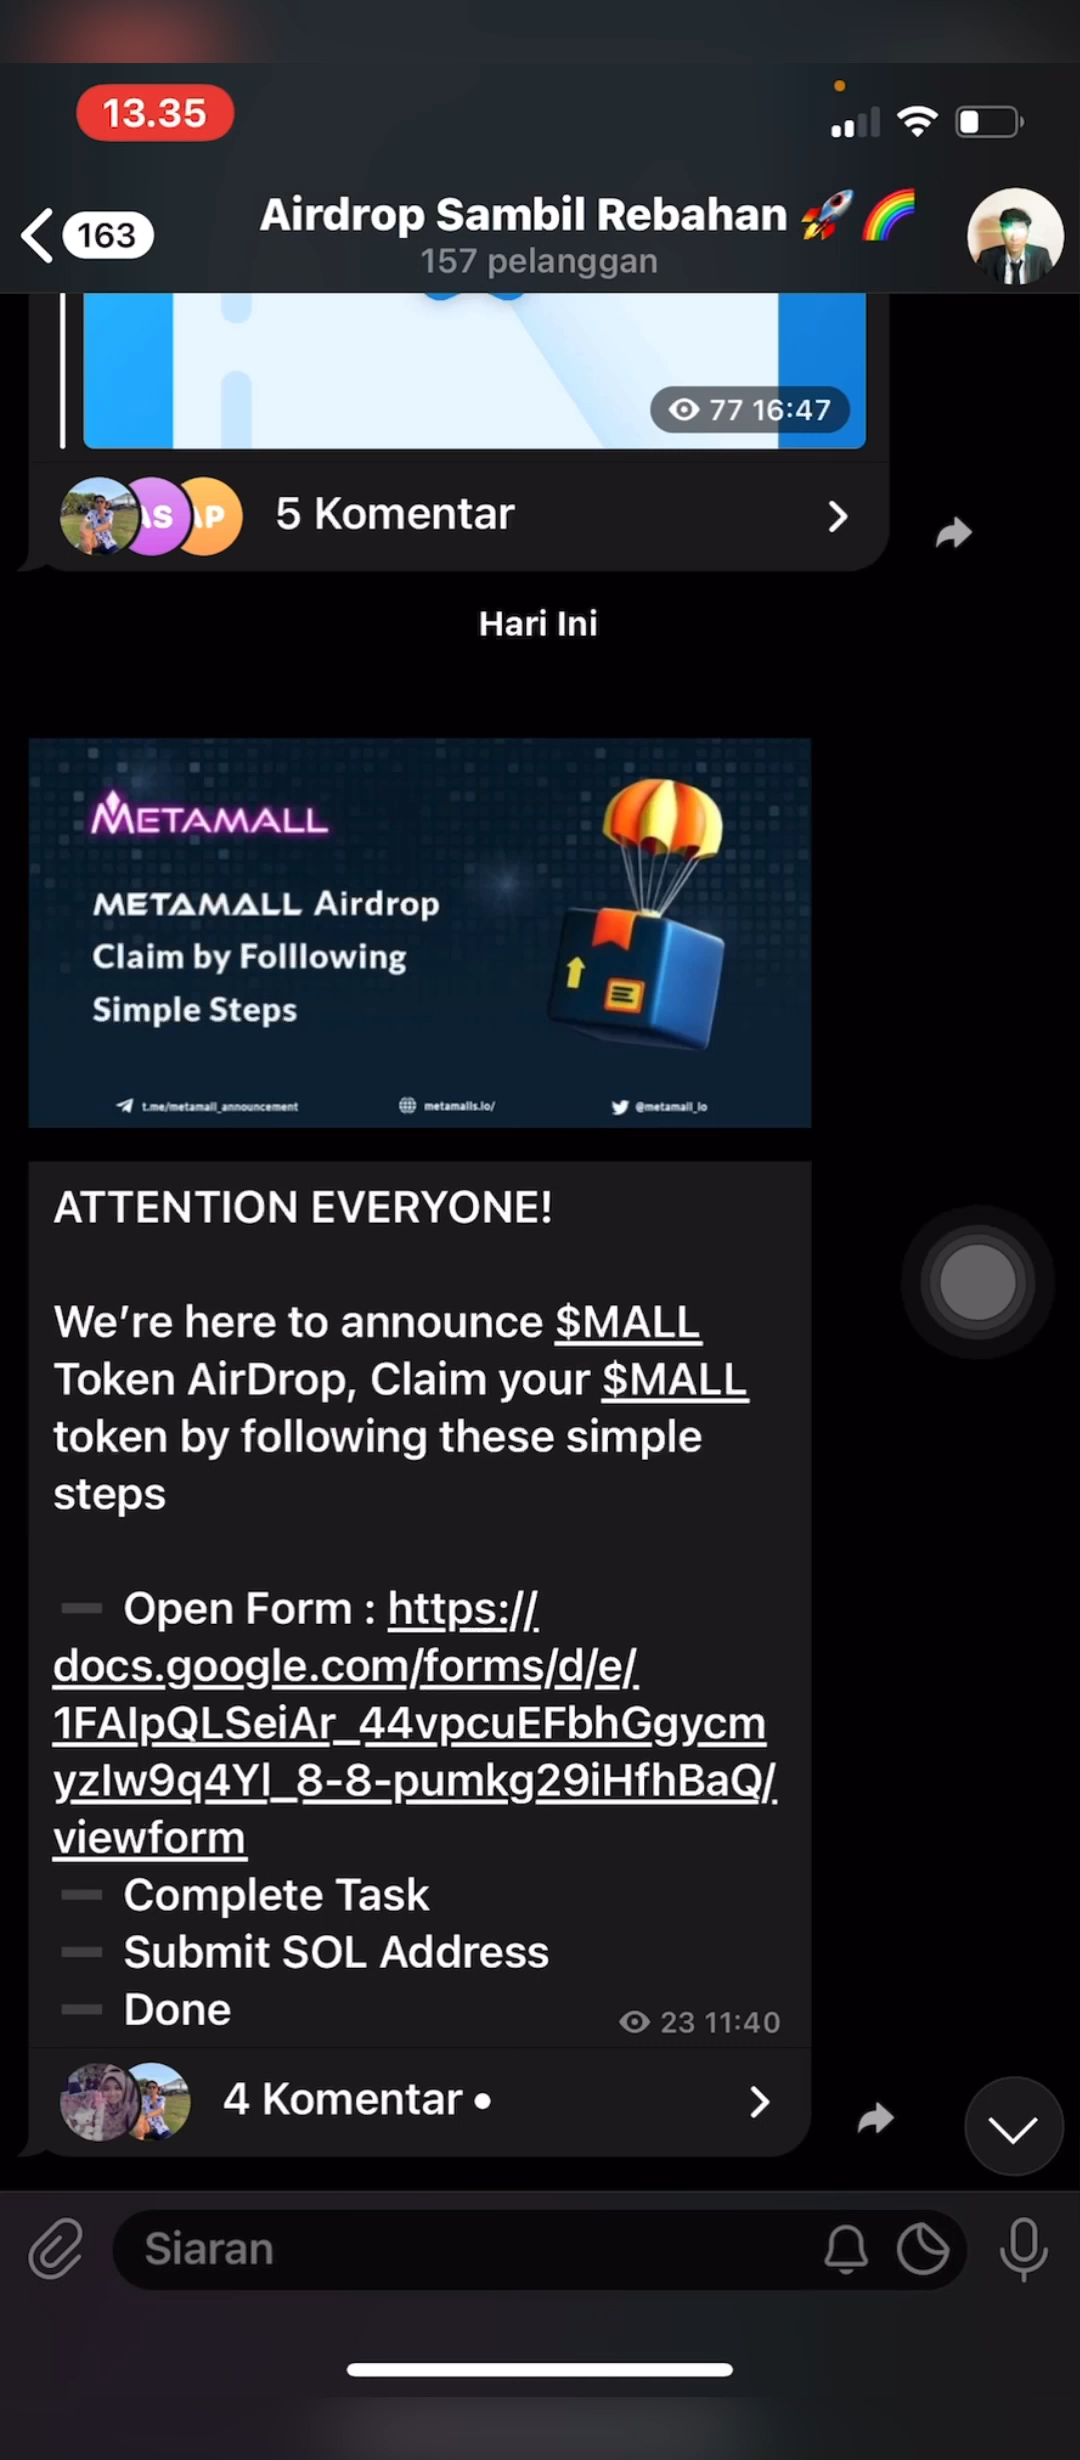 13.35
163
Airdrop Sambil Rebahan 🚀 🌈
157 pelanggan
77 16:47
AS
AP
5 Komentar
Hari Ini
METAMALL
METAMALL Airdrop
Claim by Folllowing
Simple Steps
t.me/metamall_announcement
metamalls.io/
@metamall_io
ATTENTION EVERYONE!
We’re here to announce $MALL
Token AirDrop, Claim your $MALL
token by following these simple
steps
➖ Open Form : https://
docs.google.com/forms/d/e/
1FAIpQLSeiAr_44vpcuEFbhGgycm
yzIw9q4Yl_8-8-pumkg29iHfhBaQ/
viewform
➖ Complete Task
➖ Submit SOL Address
➖ Done
23 11:40
4 Komentar •
Siaran